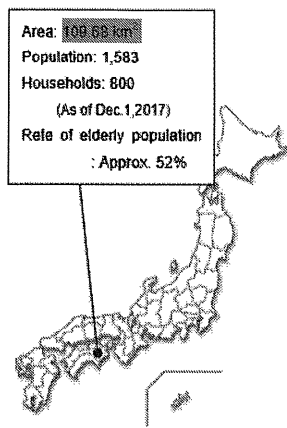 Area: 109.68 km²
Population: 1,583
Households: 800
(As of Dec.1,2017)
Rate of elderly population
: Approx. 52%